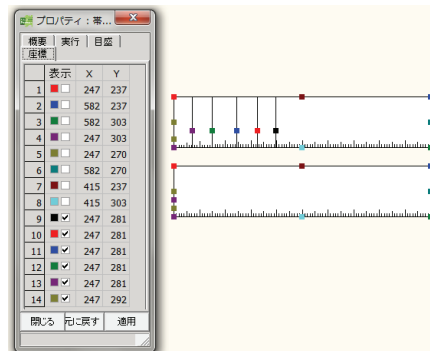 プロパティ：帯...
概要 実行 目盛
座標
表示 X Y
1 247 237
2 582 237
3 582 303
4 247 303
5 247 270
6 582 270
7 415 237
8 415 303
9 247 281
10 247 281
11 247 281
12 247 281
13 247 281
14 247 292
閉じる 元に戻す 適用